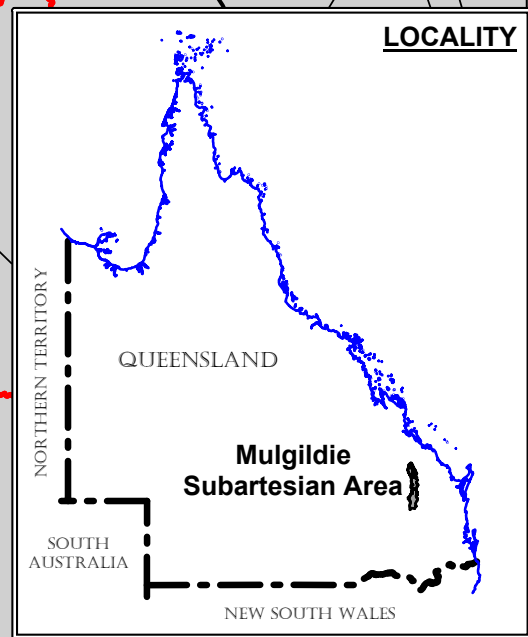 LOCALITY
NORTHERN TERRITORY
QUEENSLAND
Mulgildie
Subartesian Area
SOUTH
AUSTRALIA
NEW SOUTH WALES